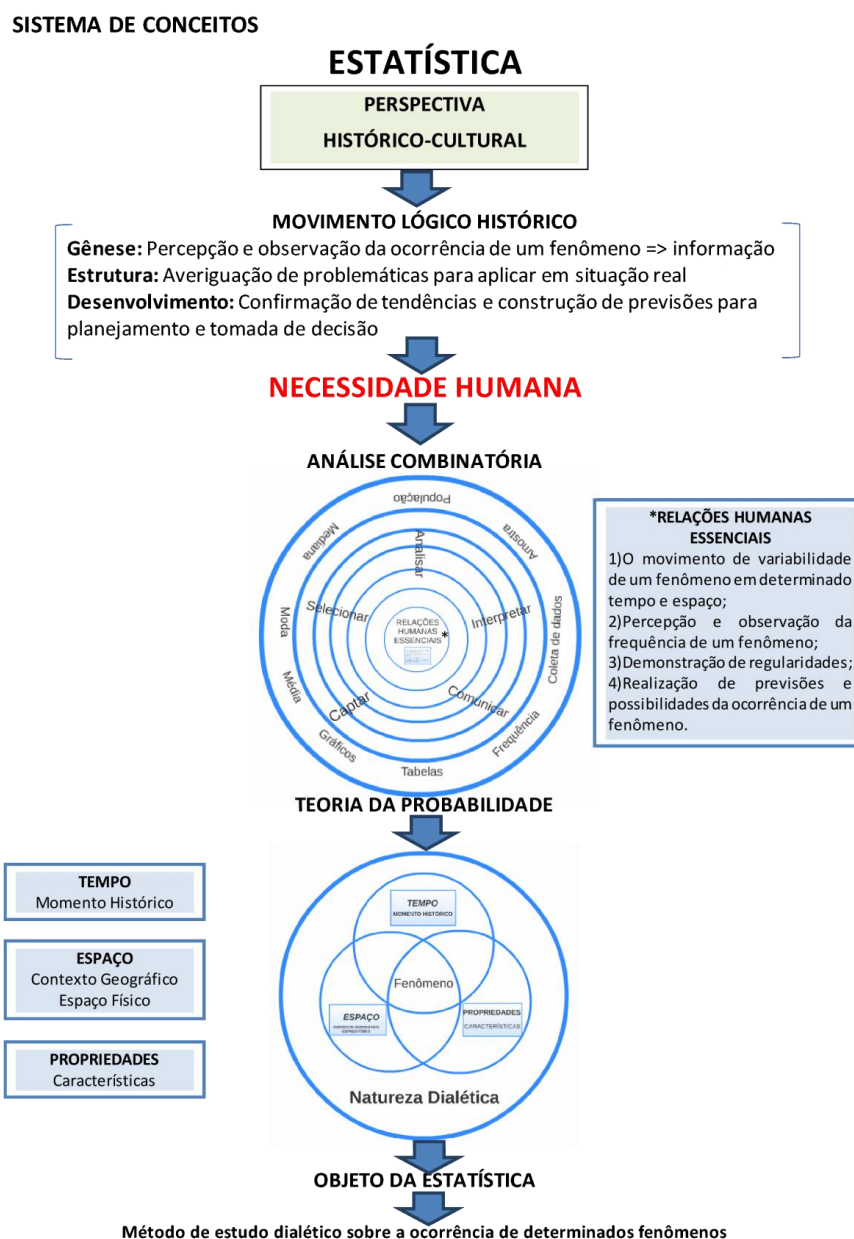 SISTEMA DE CONCEITOS
ESTATÍSTICA
PERSPECTIVA
HISTÓRICO-CULTURAL
MOVIMENTO LÓGICO HISTÓRICO
Gênese: Percepção e observação da ocorrência de um fenômeno => informação
Estrutura: Averiguação de problemáticas para aplicar em situação real
Desenvolvimento: Confirmação de tendências e construção de previsões para
planejamento e tomada de decisão
NECESSIDADE HUMANA
ANÁLISE COMBINATÓRIA
População
Mediana
Amostra
Analisar
Selecionar
Interpretar
Moda
Coleta de dados
RELAÇÕES
HUMANAS
ESSENCIAIS *
Média
Captar
Comunicar
Gráficos
Frequência
Tabelas
*RELAÇÕES HUMANAS
ESSENCIAIS
1)O movimento de variabilidade
de um fenômeno em determinado
tempo e espaço;
2)Percepção e observação da
frequência de um fenômeno;
3)Demonstração de regularidades;
4)Realização de previsões e
possibilidades da ocorrência de um
fenômeno.
TEORIA DA PROBABILIDADE
TEMPO
Momento Histórico
ESPAÇO
Contexto Geográfico
Espaço Físico
PROPRIEDADES
Características
TEMPO
MOMENTO HISTÓRICO
Fenômeno
ESPAÇO
PROPRIEDADES
CARACTERÍSTICAS
Natureza Dialética
OBJETO DA ESTATÍSTICA
Método de estudo dialético sobre a ocorrência de determinados fenômenos